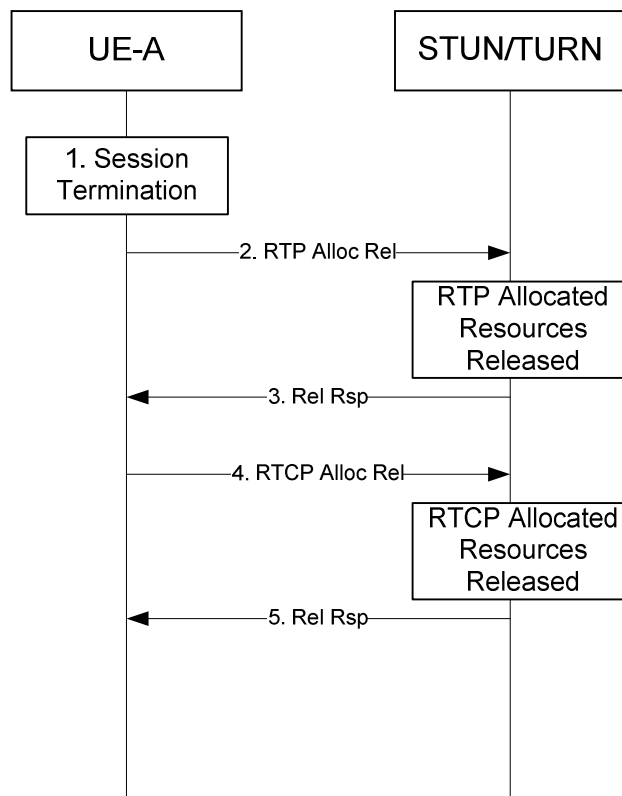 UE-A
STUN/TURN
1. Session
Termination
2. RTP Alloc Rel
RTP Allocated
Resources
Released
3. Rel Rsp
4. RTCP Alloc Rel
RTCP Allocated
Resources
Released
5. Rel Rsp